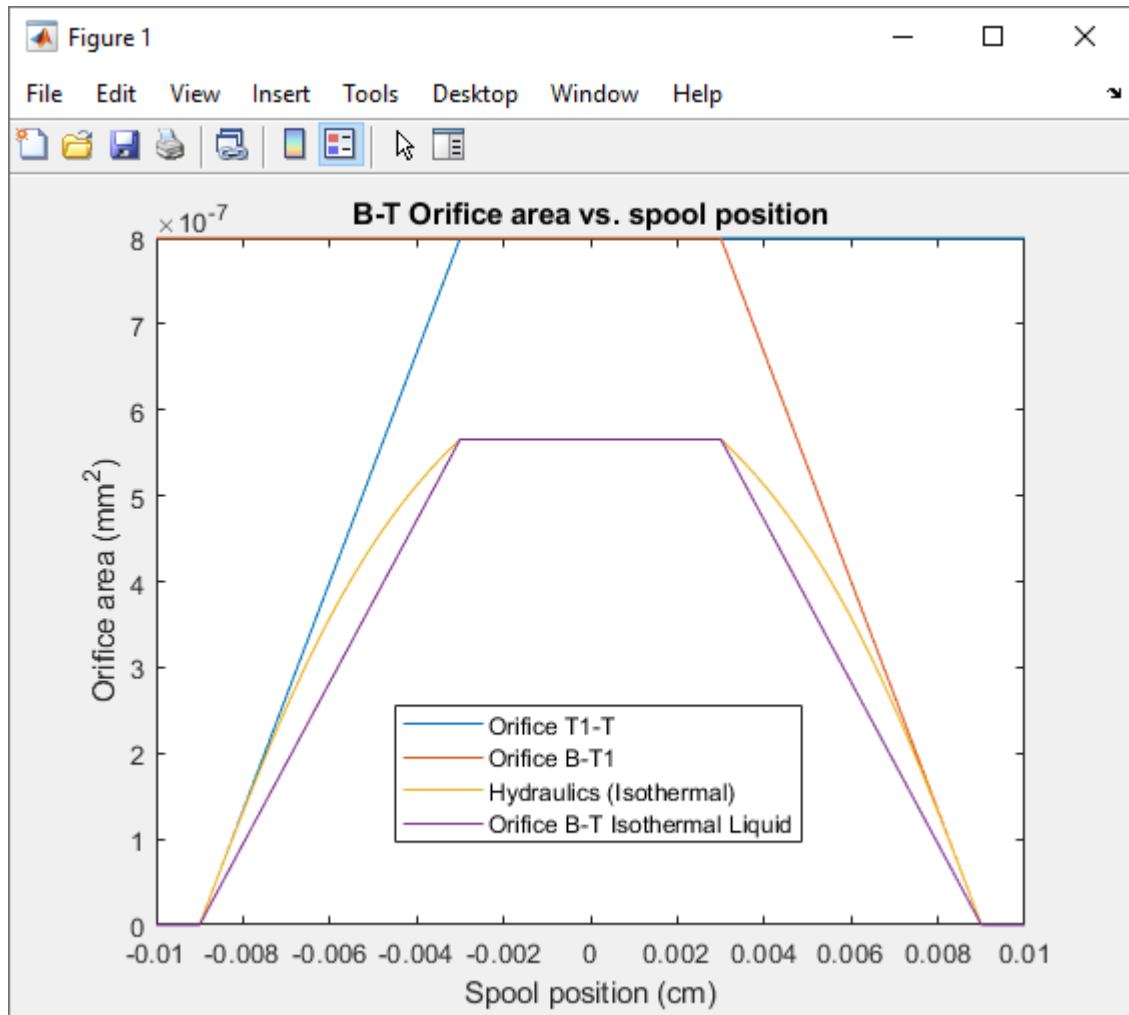 Figure 1
File Edit View Insert Tools Desktop Window Help
×10⁻⁷
B-T Orifice area vs. spool position
8
7
6
5
4
3
2
1
0
Orifice area (mm²)
Orifice T1-T
Orifice B-T1
Hydraulics (Isothermal)
Orifice B-T Isothermal Liquid
-0.01 -0.008 -0.006 -0.004 -0.002 0 0.002 0.004 0.006 0.008 0.01
Spool position (cm)